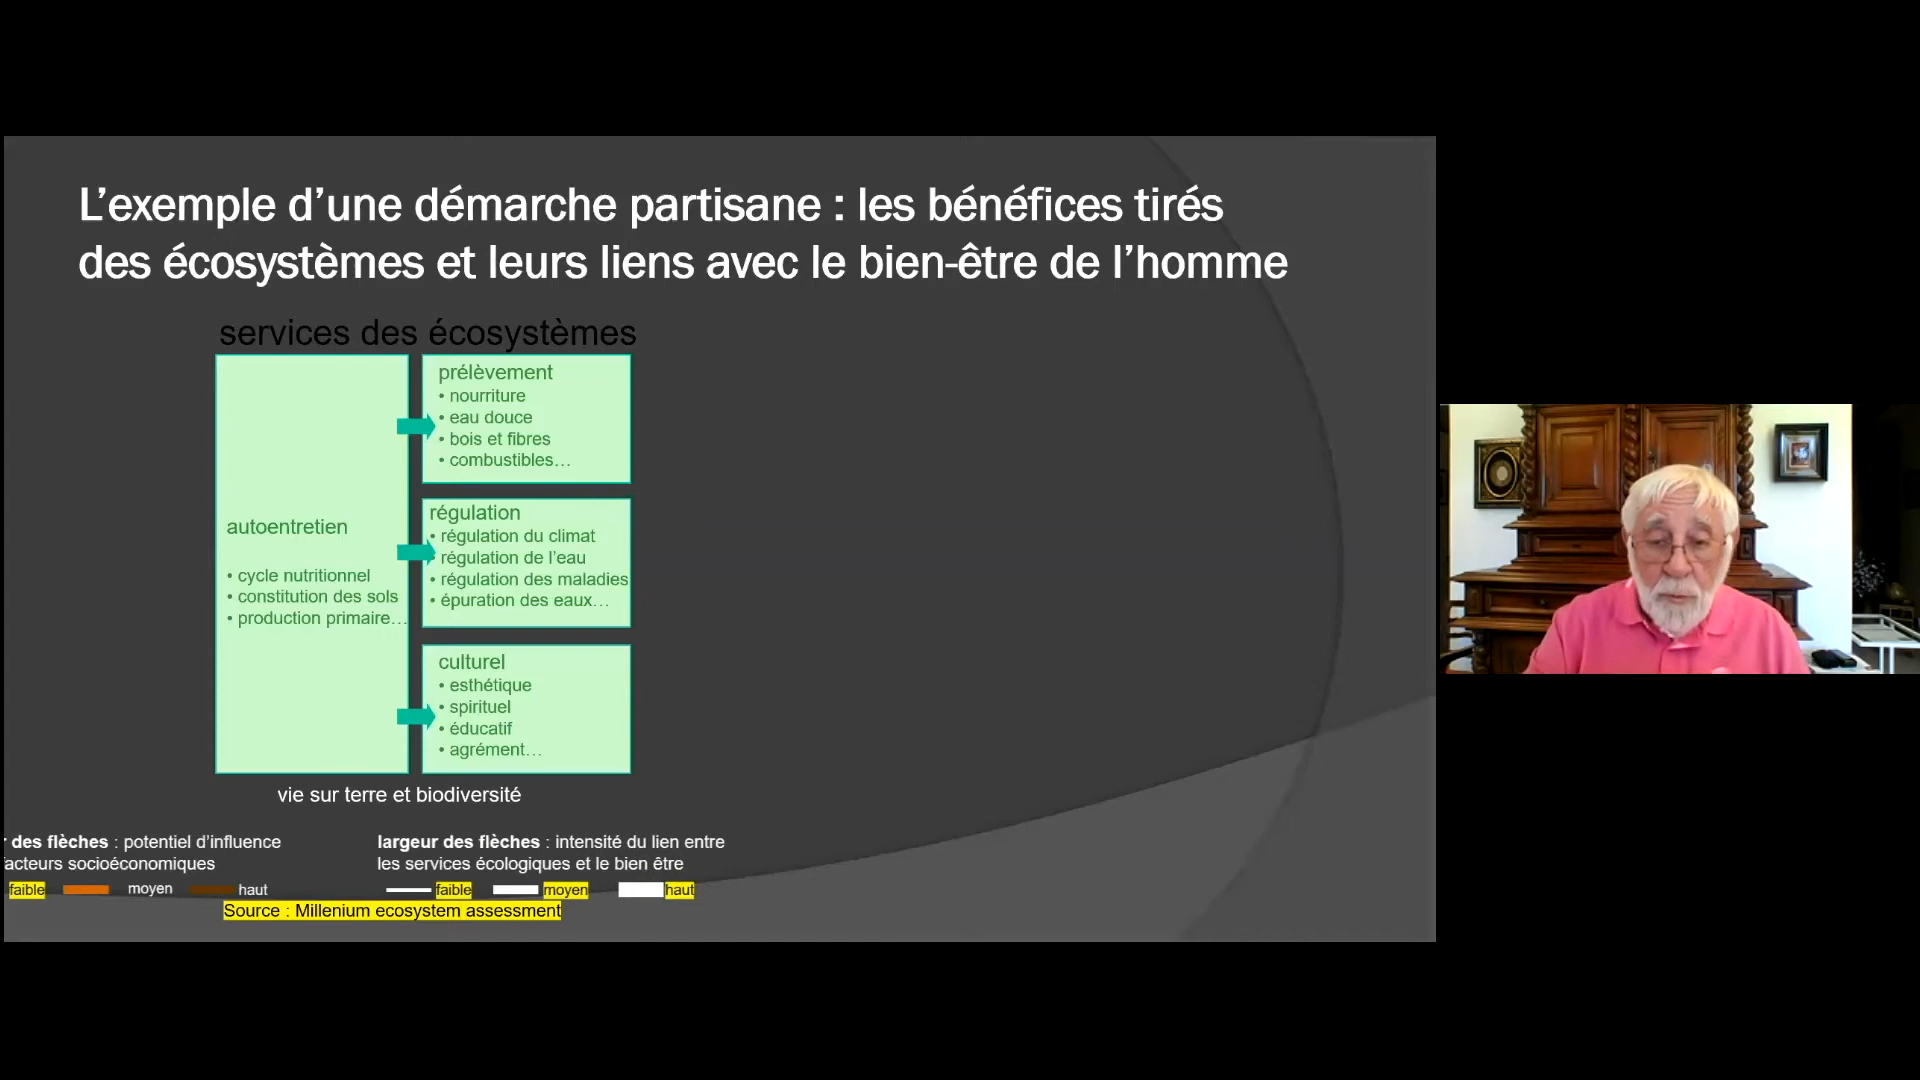 L’exemple d’une démarche partisane : les bénéfices tirés
des écosystèmes et leurs liens avec le bien-être de l’homme
services des écosystèmes
autoentretien
• cycle nutritionnel
• constitution des sols
• production primaire…
prélèvement
• nourriture
• eau douce
• bois et fibres
• combustibles…
régulation
• régulation du climat
• régulation de l’eau
• régulation des maladies
• épuration des eaux…
culturel
• esthétique
• spirituel
• éducatif
• agrément…
vie sur terre et biodiversité
r des flèches : potentiel d’influence
acteurs socioéconomiques
faible moyen haut
largeur des flèches : intensité du lien entre
les services écologiques et le bien être
faible moyen haut
Source : Millenium ecosystem assessment